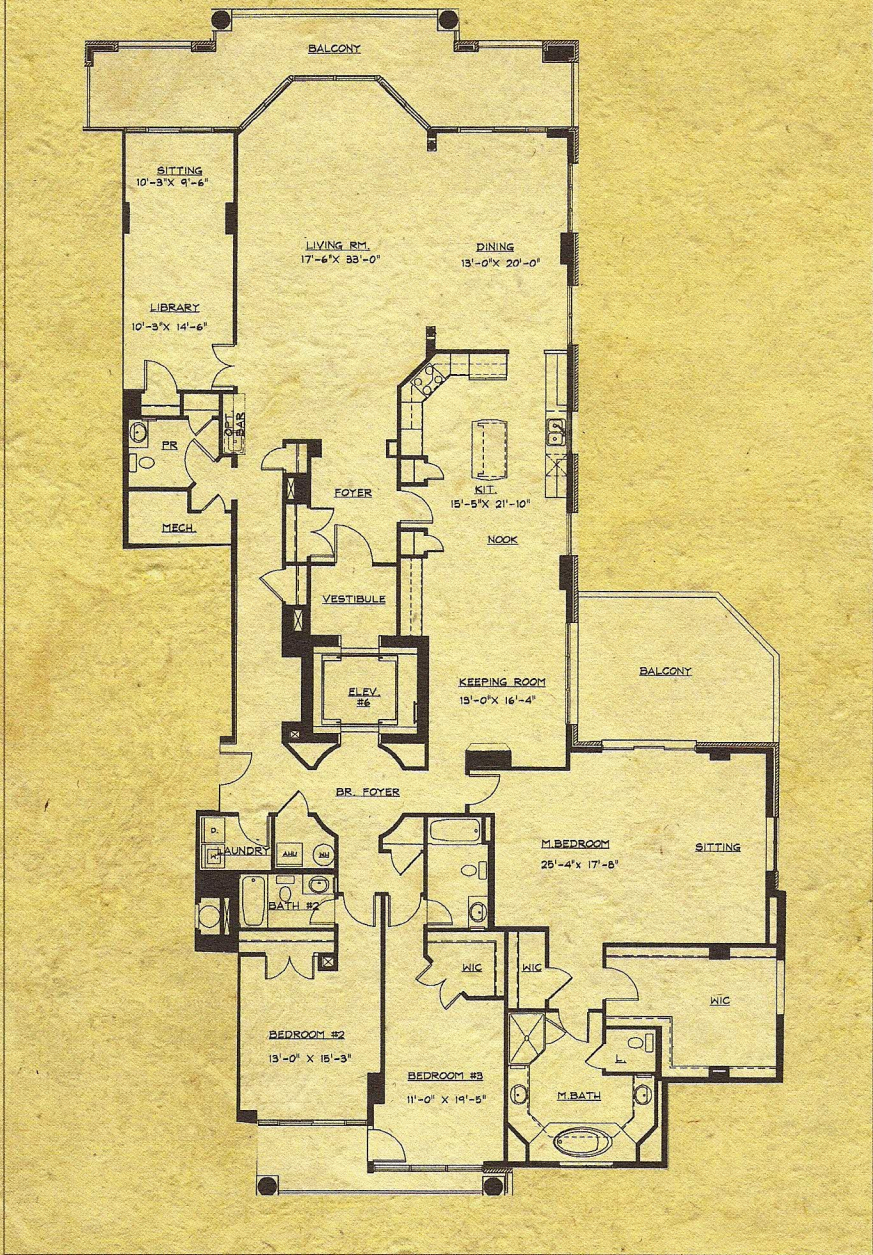 BALCONY
SITTING
10'-3"X 9'-6"
LIVING RM.
17'-6"X 33'-0"
DINING
13'-0"X 20'-0"
LIBRARY
10'-3"X 14'-6"
OPT.
BAR
PR
MECH.
FOYER
KIT.
15'-5"X 21'-10"
NOOK
VESTIBULE
ELEV.
#6
KEEPING ROOM
13'-0"X 16'-4"
BALCONY
BR. FOYER
D.
W.
LAUNDRY
AHU
WH
M.BEDROOM
25'-4"x 17'-8"
SITTING
BATH #2
WIC
WIC
WIC
BEDROOM #2
13'-0" X 15'-3"
L.
BEDROOM #3
11'-0" X 19'-5"
M.BATH